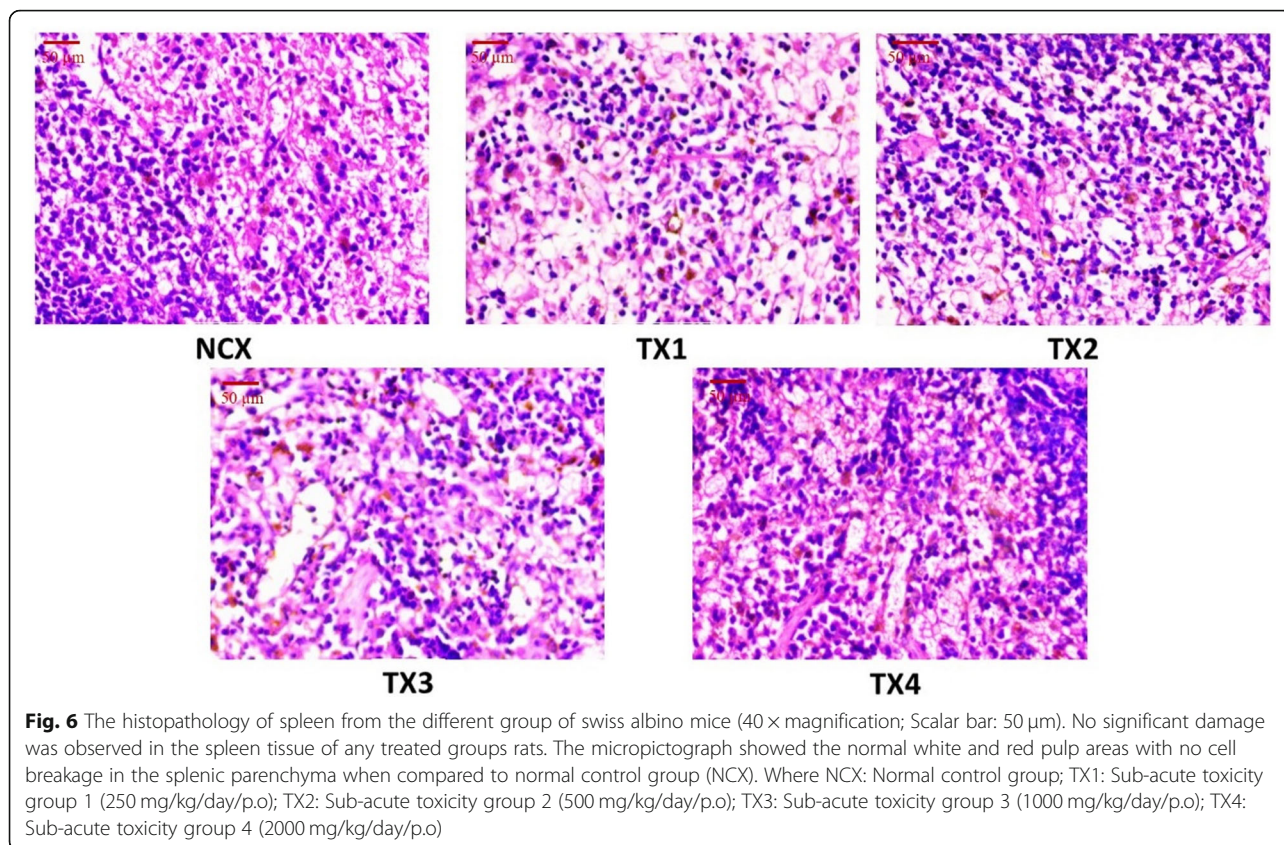 50 µm
50 µm
50 µm
NCX
TX1
TX2
50 µm
50 µm
TX3
TX4
Fig. 6 The histopathology of spleen from the different group of swiss albino mice (40 × magnification; Scalar bar: 50 µm). No significant damage
was observed in the spleen tissue of any treated groups rats. The micropictograph showed the normal white and red pulp areas with no cell
breakage in the splenic parenchyma when compared to normal control group (NCX). Where NCX: Normal control group; TX1: Sub-acute toxicity
group 1 (250 mg/kg/day/p.o); TX2: Sub-acute toxicity group 2 (500 mg/kg/day/p.o); TX3: Sub-acute toxicity group 3 (1000 mg/kg/day/p.o); TX4:
Sub-acute toxicity group 4 (2000 mg/kg/day/p.o)